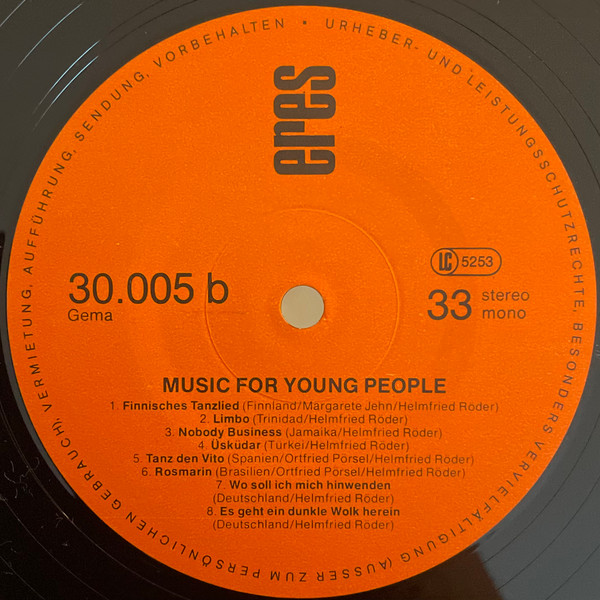 URHEBER- UND LEISTUNGSSCHUTZRECHTE, BESONDERS VERVIELFÄLTIGUNG (AUSSER ZUM PERSÖNLICHEN GEBRAUCH), VERMIETUNG, AUFFÜHRUNG, SENDUNG, VORBEHALTEN •
eres
30.005 b
Gema
LC 5253
33 stereo
mono
MUSIC FOR YOUNG PEOPLE
1. Finnisches Tanzlied (Finnland/Margarete Jehn/Helmfried Röder)
2. Limbo (Trinidad/Helmfried Röder)
3. Nobody Business (Jamaika/Helmfried Röder)
4. Üsküdar (Türkei/Helmfried Röder)
5. Tanz den Vito (Spanien/Ortfried Pörsel/Helmfried Röder)
6. Rosmarin (Brasilien/Ortfried Pörsel/Helmfried Röder)
7. Wo soll ich mich hinwenden
(Deutschland/Helmfried Röder)
8. Es geht ein dunkle Wolk herein
(Deutschland/Helmfried Röder)